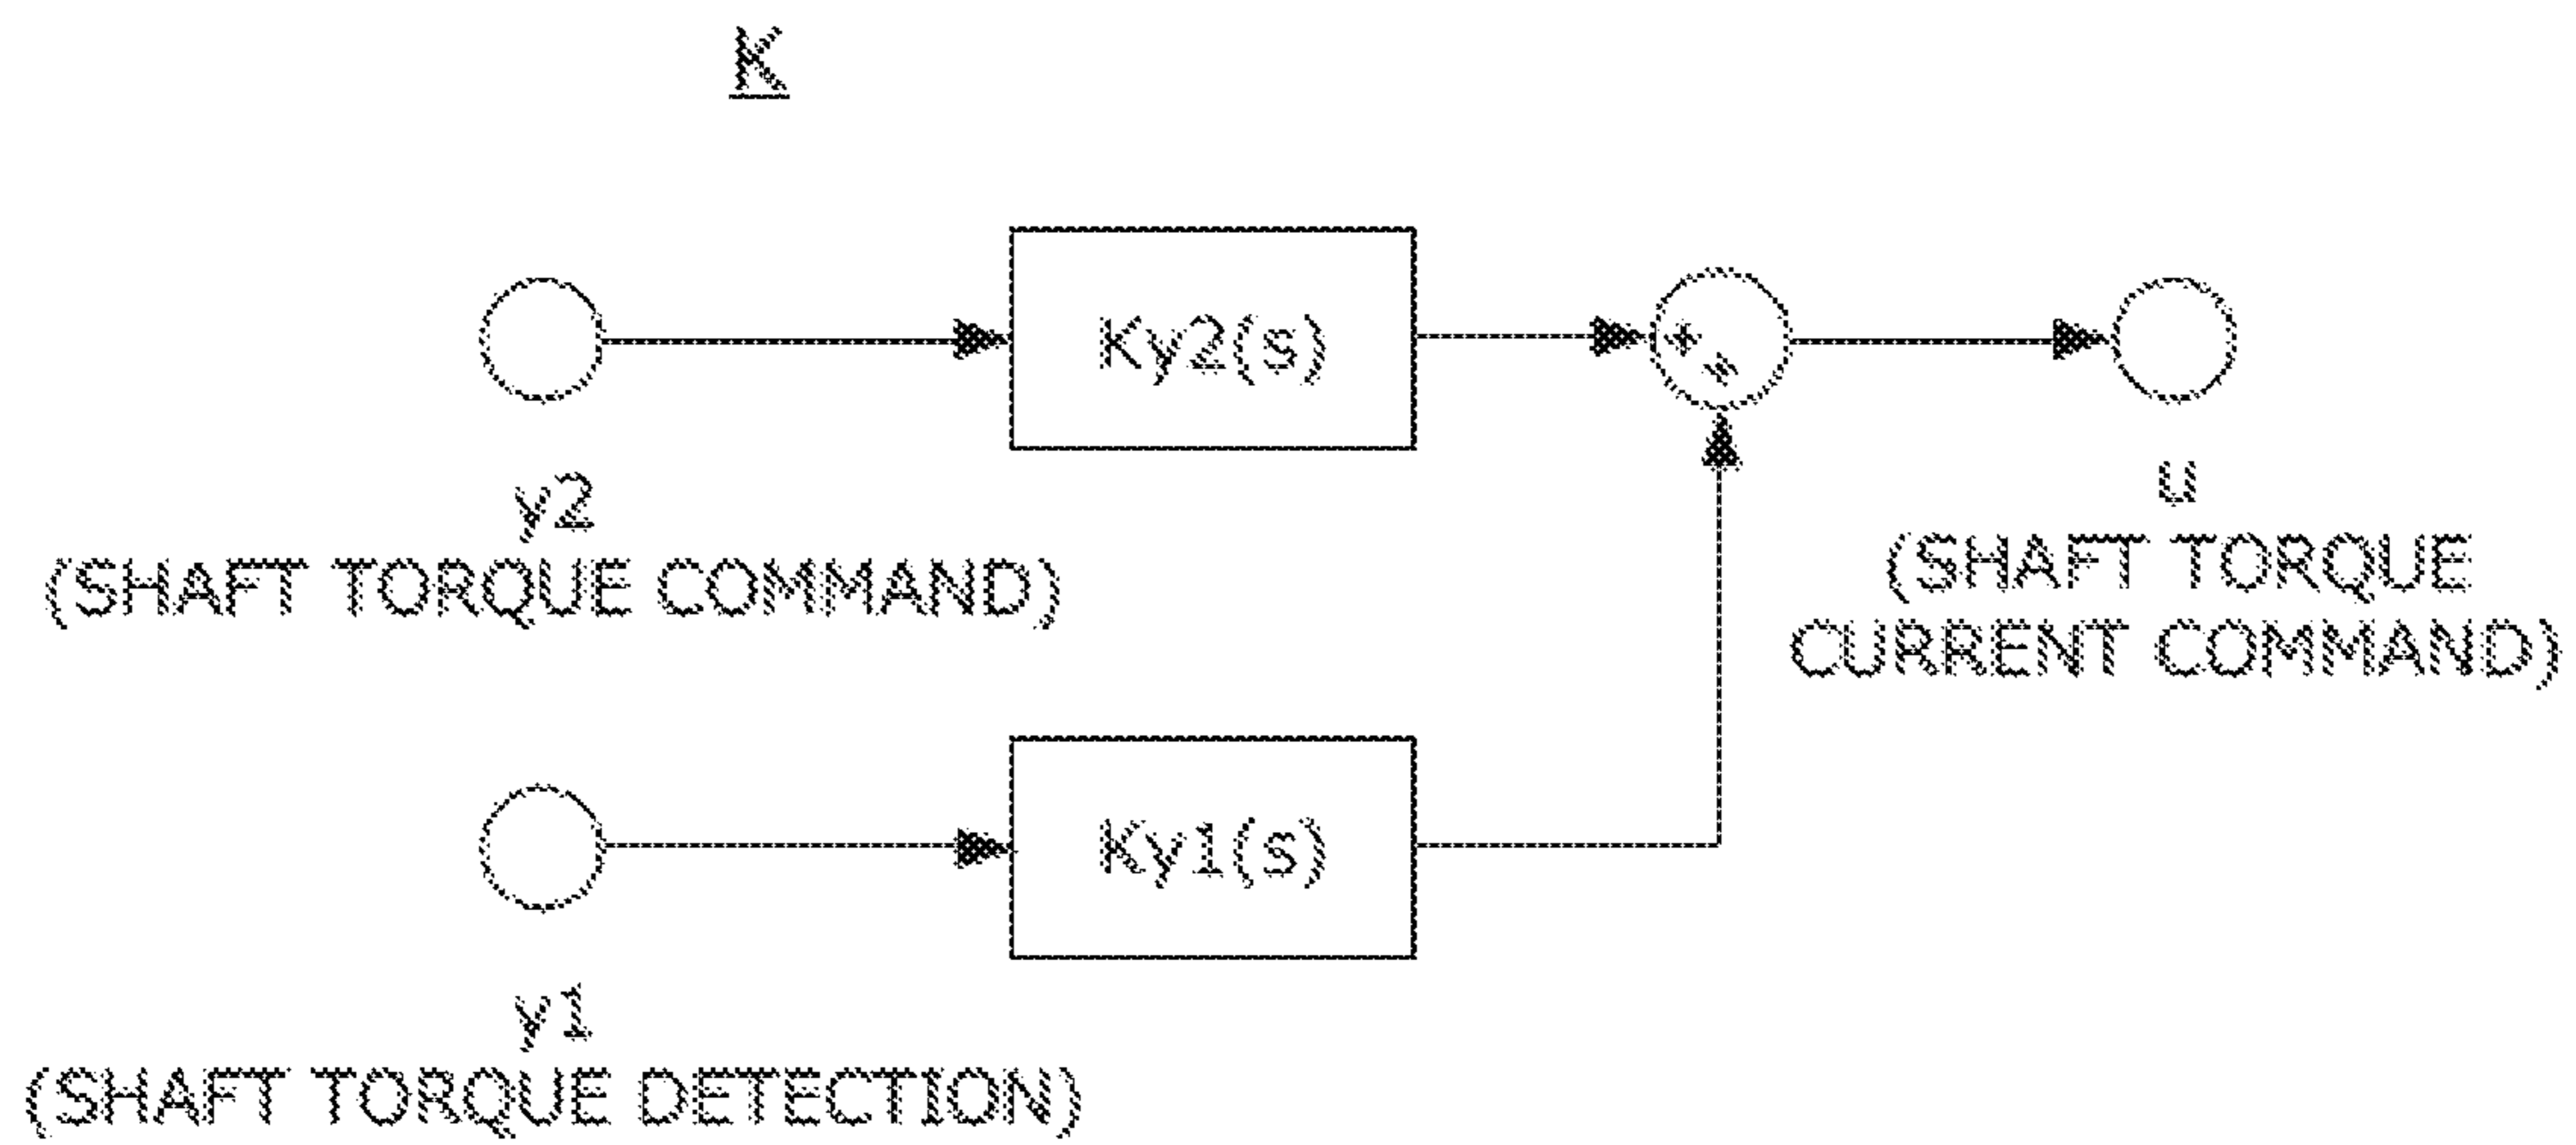 K
Ky2(s)
+
+
y2
(SHAFT TORQUE COMMAND)
u
(SHAFT TORQUE
CURRENT COMMAND)
Ky1(s)
y1
(SHAFT TORQUE DETECTION)